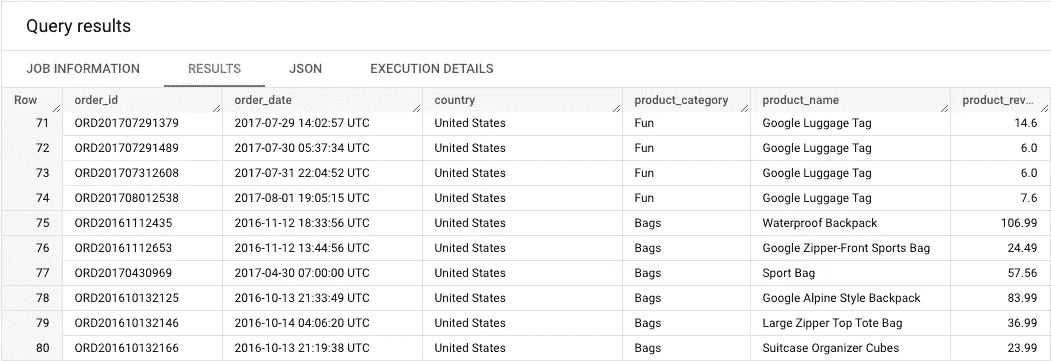 Query results
JOB INFORMATION RESULTS JSON EXECUTION DETAILS
Row order_id order_date country product_category product_name product_rev...
71 ORD201707291379 2017-07-29 14:02:57 UTC United States Fun Google Luggage Tag 14.6
72 ORD201707291489 2017-07-30 05:37:34 UTC United States Fun Google Luggage Tag 6.0
73 ORD201707312608 2017-07-31 22:04:52 UTC United States Fun Google Luggage Tag 6.0
74 ORD201708012538 2017-08-01 19:05:15 UTC United States Fun Google Luggage Tag 7.6
75 ORD20161112435 2016-11-12 18:33:56 UTC United States Bags Waterproof Backpack 106.99
76 ORD20161112653 2016-11-12 13:44:56 UTC United States Bags Google Zipper-Front Sports Bag 24.49
77 ORD20170430969 2017-04-30 07:00:00 UTC United States Bags Sport Bag 57.56
78 ORD201610132125 2016-10-13 21:33:49 UTC United States Bags Google Alpine Style Backpack 83.99
79 ORD201610132146 2016-10-14 04:06:20 UTC United States Bags Large Zipper Top Tote Bag 36.99
80 ORD201610132166 2016-10-13 21:19:38 UTC United States Bags Suitcase Organizer Cubes 23.99